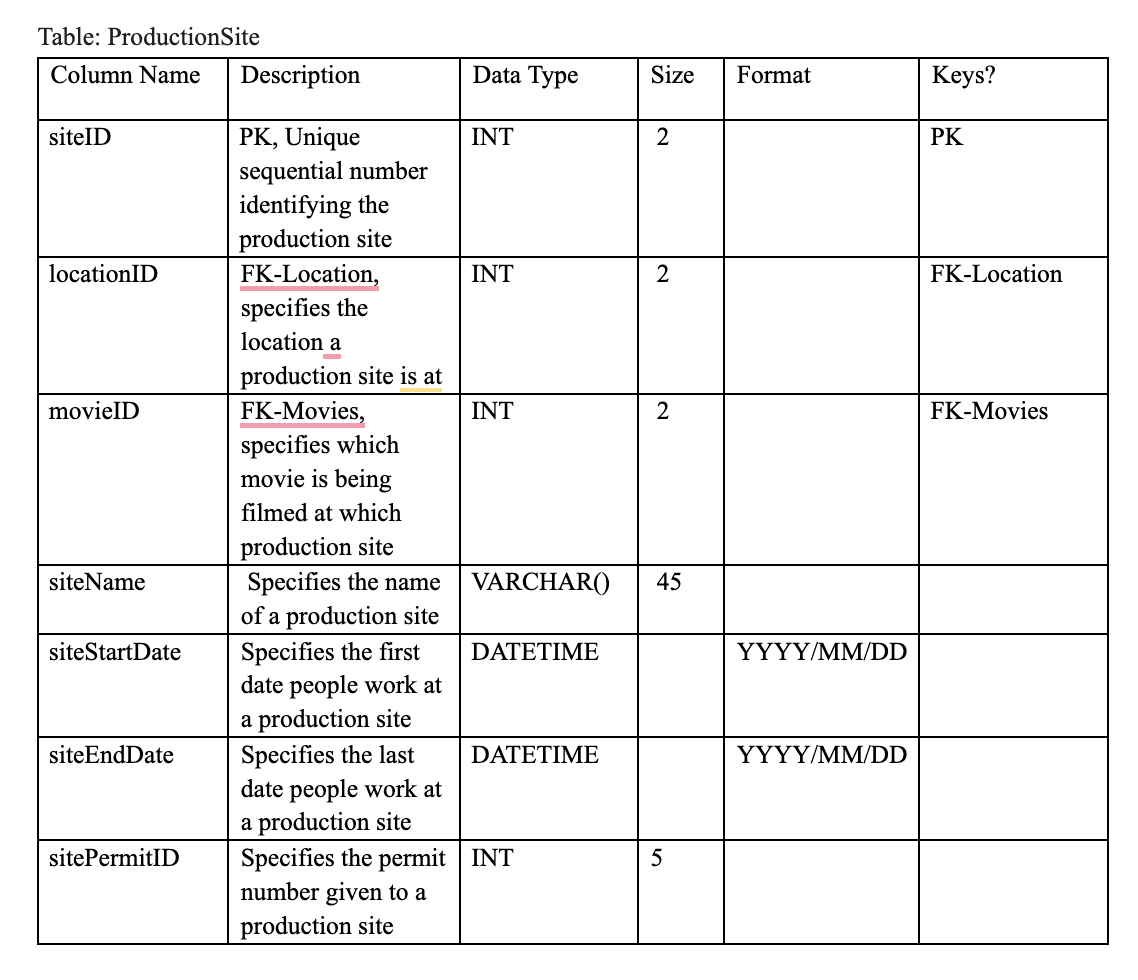 Table: ProductionSite
Column Name Description Data Type Size Format Keys?
siteID PK, Unique INT 2 PK
sequential number
identifying the
production site
locationID FK-Location, INT 2 FK-Location
specifies the
location a
production site is at
movieID FK-Movies, INT 2 FK-Movies
specifies which
movie is being
filmed at which
production site
siteName Specifies the name VARCHAR() 45
of a production site
siteStartDate Specifies the first DATETIME YYYY/MM/DD
date people work at
a production site
siteEndDate Specifies the last DATETIME YYYY/MM/DD
date people work at
a production site
sitePermitID Specifies the permit INT 5
number given to a
production site